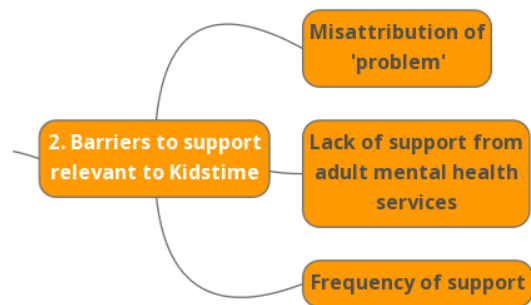 2. Barriers to support
relevant to Kidstime
Misattribution of
'problem'
Lack of support from
adult mental health
services
Frequency of support